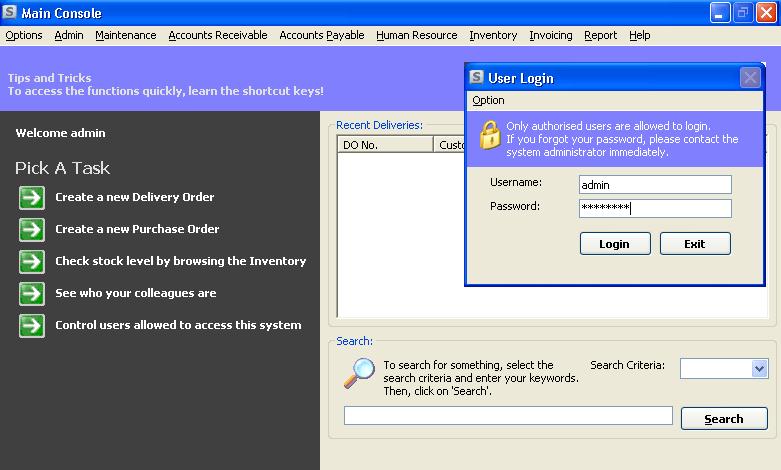 S Main Console
Options Admin Maintenance Accounts Receivable Accounts Payable Human Resource Inventory Invoicing Report Help
Tips and Tricks
To access the functions quickly, learn the shortcut keys!
Welcome admin
Pick A Task
Create a new Delivery Order
Create a new Purchase Order
Check stock level by browsing the Inventory
See who your colleagues are
Control users allowed to access this system
Recent Deliveries:
DO No. Custo
S User Login
Option
Only authorised users are allowed to login.
If you forgot your password, please contact the
system administrator immediately.
Username: admin
Password: ********
Login Exit
Search:
To search for something, select the
search criteria and enter your keywords.
Then, click on 'Search'.
Search Criteria:
Search